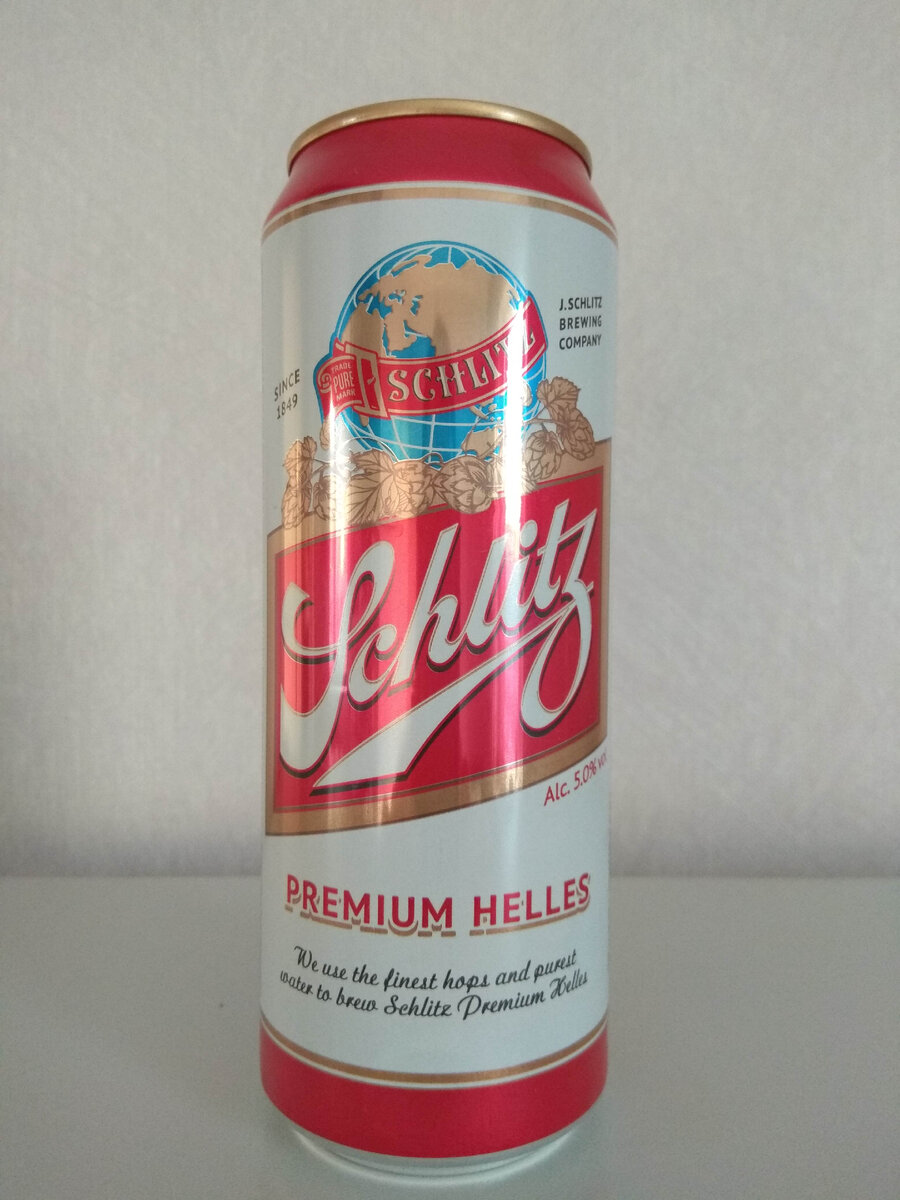 J.SCHLITZ
BREWING
COMPANY
SINCE
1849
TRADE
PURE
MARK
SCHLITZ
Schlitz
Alc. 5.0% vol
PREMIUM HELLES
We use the finest hops and purest
water to brew Schlitz Premium Helles